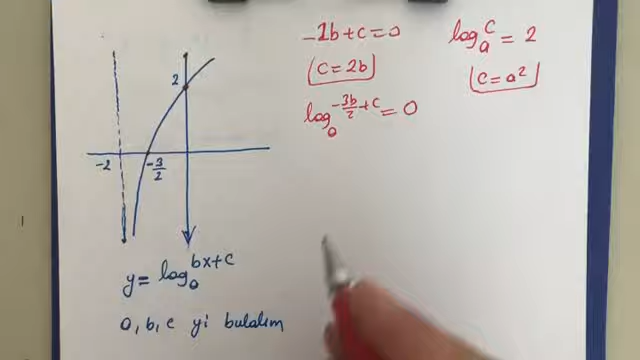 -2b+c=0
(c=2b)
log_a^{-3b/2+c}=0
log_a^c=2
(c=a²)
2
-2
-3/2
y=log_a^{bx+c}
a, b, c yi bulalım